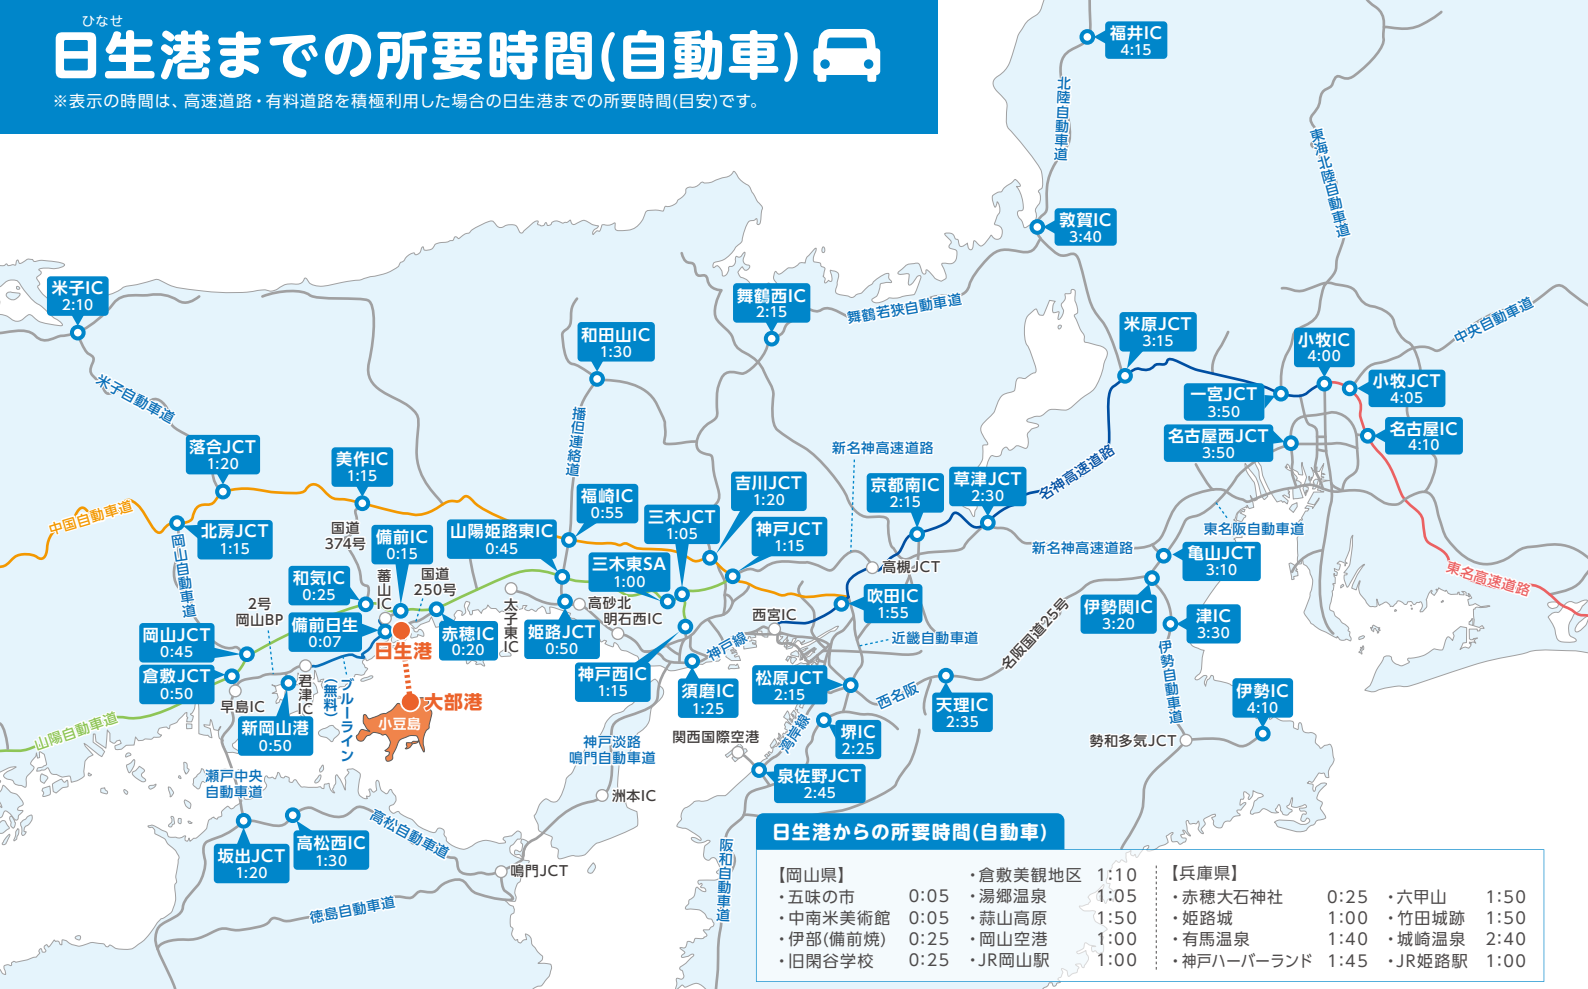 ひなせ
日生港までの所要時間(自動車)
※表示の時間は、高速道路・有料道路を積極利用した場合の日生港までの所要時間(目安)です。
福井IC
4:15
北陸自動車道
東海北陸自動車道
敦賀IC
3:40
米子IC
2:10
舞鶴西IC
2:15
舞鶴若狭自動車道
和田山IC
1:30
米原JCT
3:15
小牧IC
4:00
中央自動車道
小牧JCT
4:05
一宮JCT
3:50
名古屋IC
4:10
名古屋西JCT
3:50
米子自動車道
播但連絡道
落合JCT
1:20
美作IC
1:15
新名神高速道路
名神高速道路
吉川JCT
1:20
京都南IC
2:15
草津JCT
2:30
福崎IC
0:55
三木JCT
1:05
神戸JCT
1:15
中国自動車道
北房JCT
1:15
岡山自動車道
国道
374号
備前IC
0:15
山陽姫路東IC
0:45
三木東SA
1:00
東名阪自動車道
新名神高速道路
亀山JCT
3:10
東名高速道路
高槻JCT
和気IC
0:25
蕃山IC
国道
250号
太子東IC
高砂北
明石西IC
西宮IC
吹田IC
1:55
伊勢関IC
3:20
津IC
3:30
2号
岡山BP
備前日生
0:07
赤穂IC
0:20
姫路JCT
0:50
岡山JCT
0:45
日生港
神戸線
近畿自動車道
名阪国道25号
伊勢自動車道
倉敷JCT
0:50
早島IC
君津IC
ブルーライン
(無料)
大部港
小豆島
神戸西IC
1:15
須磨IC
1:25
松原JCT
2:15
西名阪
天理IC
2:35
伊勢IC
4:10
新岡山港
0:50
山陽自動車道
神戸淡路
鳴門自動車道
関西国際空港
湾岸線
堺IC
2:25
勢和多気JCT
泉佐野JCT
2:45
瀬戸中央
自動車道
洲本IC
高松自動車道
坂出JCT
1:20
高松西IC
1:30
鳴門JCT
徳島自動車道
阪和自動車道
日生港からの所要時間(自動車)
【岡山県】
・五味の市 0:05
・中南米美術館 0:05
・伊部(備前焼) 0:25
・旧閑谷学校 0:25
・倉敷美観地区 1:10
・湯郷温泉 1:05
・蒜山高原 1:50
・岡山空港 1:00
・JR岡山駅 1:00
【兵庫県】
・赤穂大石神社 0:25
・姫路城 1:00
・有馬温泉 1:40
・神戸ハーバーランド 1:45
・六甲山 1:50
・竹田城跡 1:50
・城崎温泉 2:40
・JR姫路駅 1:00